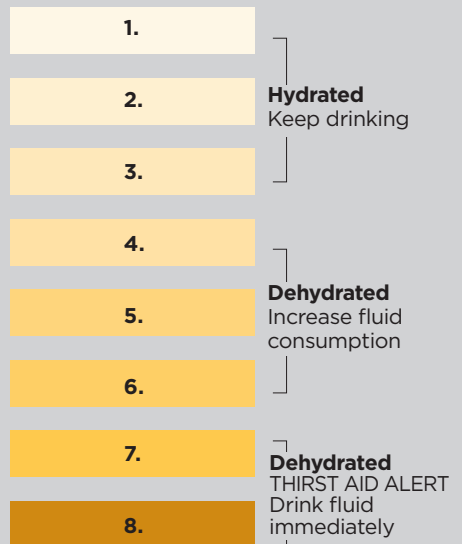 1.
2.
Hydrated
Keep drinking
3.
4.
Dehydrated
Increase fluid
5.
consumption
6.
7.
Dehydrated
THIRST AID ALERT
Drink fluid
8.
immediately